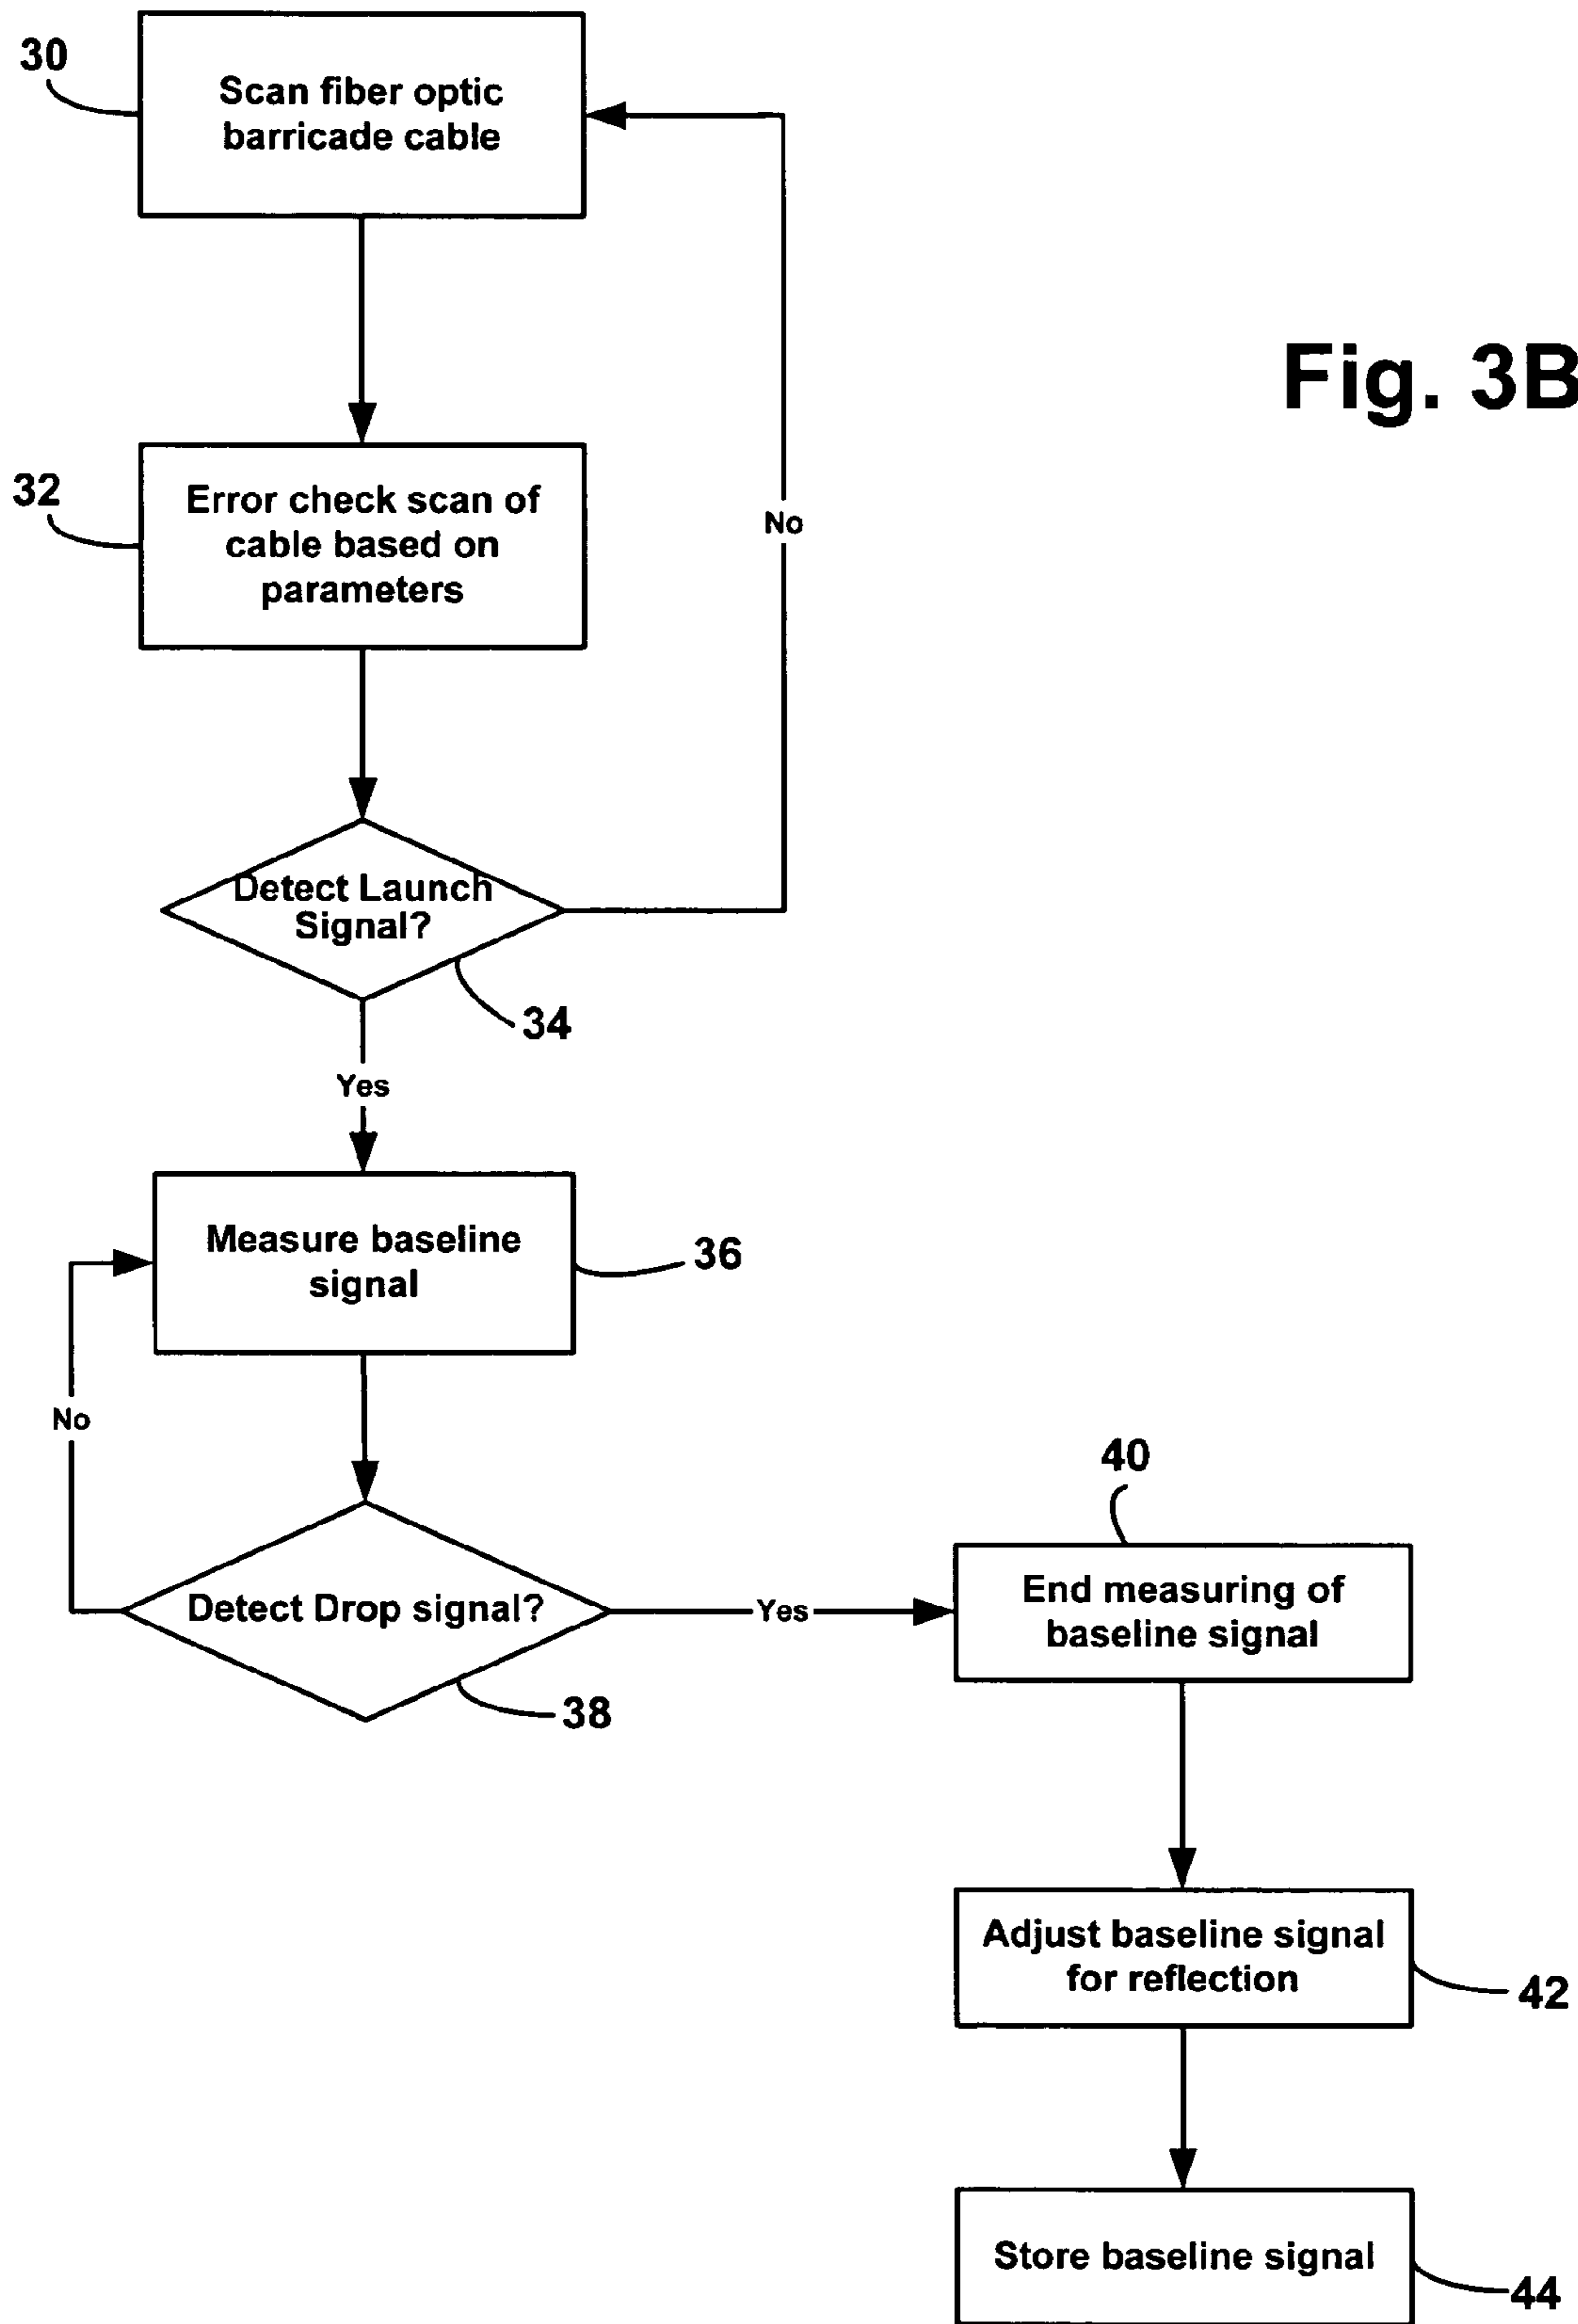 30
Scan fiber optic
barricade cable
Fig. 3B
32
Error check scan of
cable based on
parameters
No
Detect Launch
Signal?
34
Yes
Measure baseline
signal
36
No
Detect Drop signal?
38
Yes
40
End measuring of
baseline signal
Adjust baseline signal
for reflection
42
Store baseline signal
44